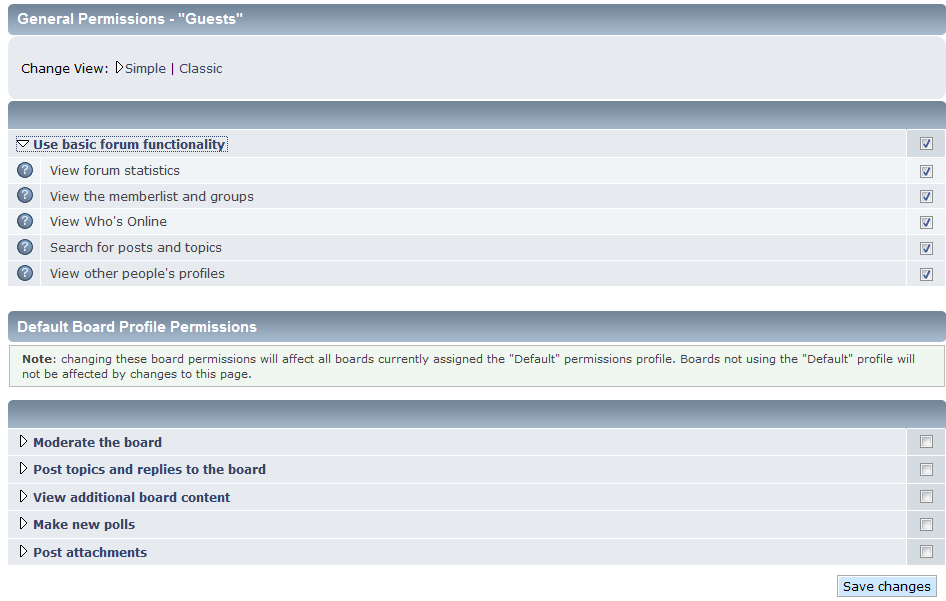 General Permissions - "Guests"
Change View: Simple | Classic
Use basic forum functionality
? View forum statistics
? View the memberlist and groups
? View Who's Online
? Search for posts and topics
? View other people's profiles
Default Board Profile Permissions
Note: changing these board permissions will affect all boards currently assigned the "Default" permissions profile. Boards not using the "Default" profile will
not be affected by changes to this page.
Moderate the board
Post topics and replies to the board
View additional board content
Make new polls
Post attachments
Save changes